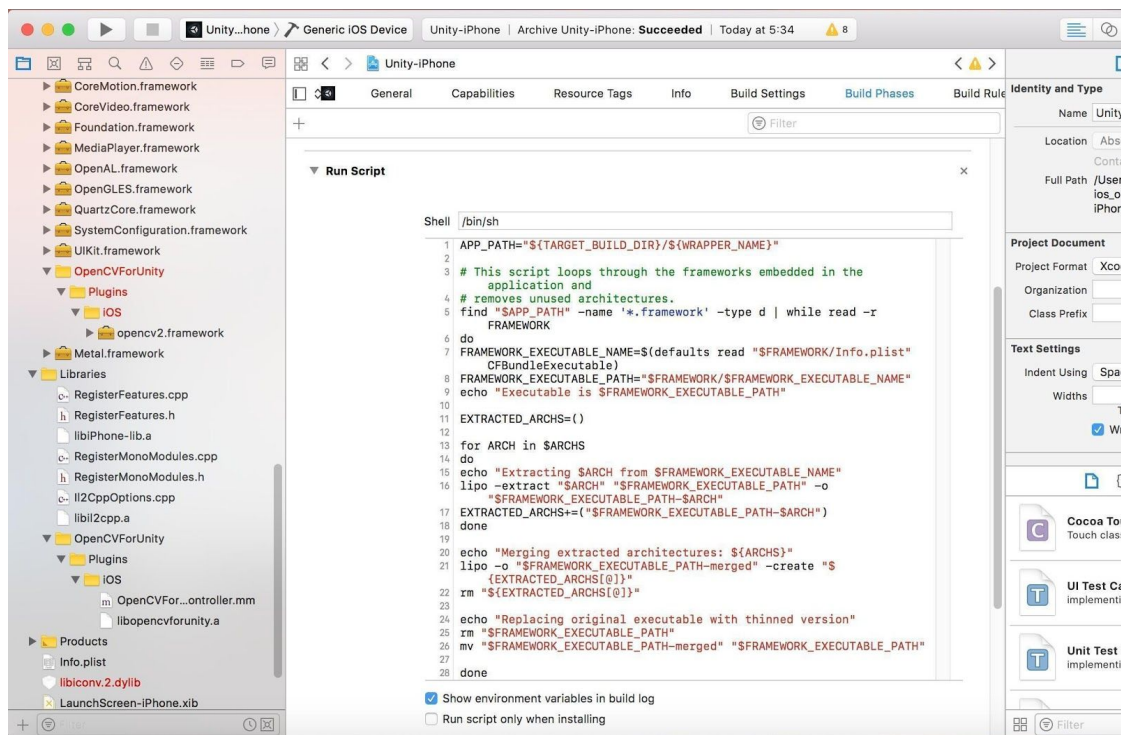 Unity...hone
Generic iOS Device
Unity-iPhone | Archive Unity-iPhone: Succeeded | Today at 5:34
8
CoreMotion.framework
CoreVideo.framework
Foundation.framework
MediaPlayer.framework
OpenAL.framework
OpenGLES.framework
QuartzCore.framework
SystemConfiguration.framework
UIKit.framework
OpenCVForUnity
Plugins
iOS
opencv2.framework
Metal.framework
Libraries
RegisterFeatures.cpp
RegisterFeatures.h
libiPhone-lib.a
RegisterMonoModules.cpp
RegisterMonoModules.h
Il2CppOptions.cpp
libil2cpp.a
OpenCVForUnity
Plugins
iOS
OpenCVFor...ontroller.mm
libopencvforunity.a
Products
Info.plist
libiconv.2.dylib
LaunchScreen-iPhone.xib
Filter
Unity-iPhone
General Capabilities Resource Tags Info Build Settings Build Phases Build Rule
Filter
Run Script
Shell /bin/sh
1 APP_PATH="${TARGET_BUILD_DIR}/${WRAPPER_NAME}"
2
3 # This script loops through the frameworks embedded in the
application and
4 # removes unused architectures.
5 find "$APP_PATH" -name '*.framework' -type d | while read -r
FRAMEWORK
6 do
7 FRAMEWORK_EXECUTABLE_NAME=$(defaults read "$FRAMEWORK/Info.plist"
CFBundleExecutable)
8 FRAMEWORK_EXECUTABLE_PATH="$FRAMEWORK/$FRAMEWORK_EXECUTABLE_NAME"
9 echo "Executable is $FRAMEWORK_EXECUTABLE_PATH"
10
11 EXTRACTED_ARCHS=()
12
13 for ARCH in $ARCHS
14 do
15 echo "Extracting $ARCH from $FRAMEWORK_EXECUTABLE_NAME"
16 lipo -extract "$ARCH" "$FRAMEWORK_EXECUTABLE_PATH" -o
"$FRAMEWORK_EXECUTABLE_PATH-$ARCH"
17 EXTRACTED_ARCHS+=("$FRAMEWORK_EXECUTABLE_PATH-$ARCH")
18 done
19
20 echo "Merging extracted architectures: ${ARCHS}"
21 lipo -o "$FRAMEWORK_EXECUTABLE_PATH-merged" -create "$
{EXTRACTED_ARCHS[@]}"
22 rm "${EXTRACTED_ARCHS[@]}"
23
24 echo "Replacing original executable with thinned version"
25 rm "$FRAMEWORK_EXECUTABLE_PATH"
26 mv "$FRAMEWORK_EXECUTABLE_PATH-merged" "$FRAMEWORK_EXECUTABLE_PATH"
27
28 done
Show environment variables in build log
Run script only when installing
Identity and Type
Name Unity
Location Abs
Conta
Full Path /User
ios_o
iPhon
Project Document
Project Format Xco
Organization
Class Prefix
Text Settings
Indent Using Spa
Widths
T
Wr
C
Cocoa Tou
Touch clas
T
UI Test Ca
implementi
T
Unit Test
implementi
Filter